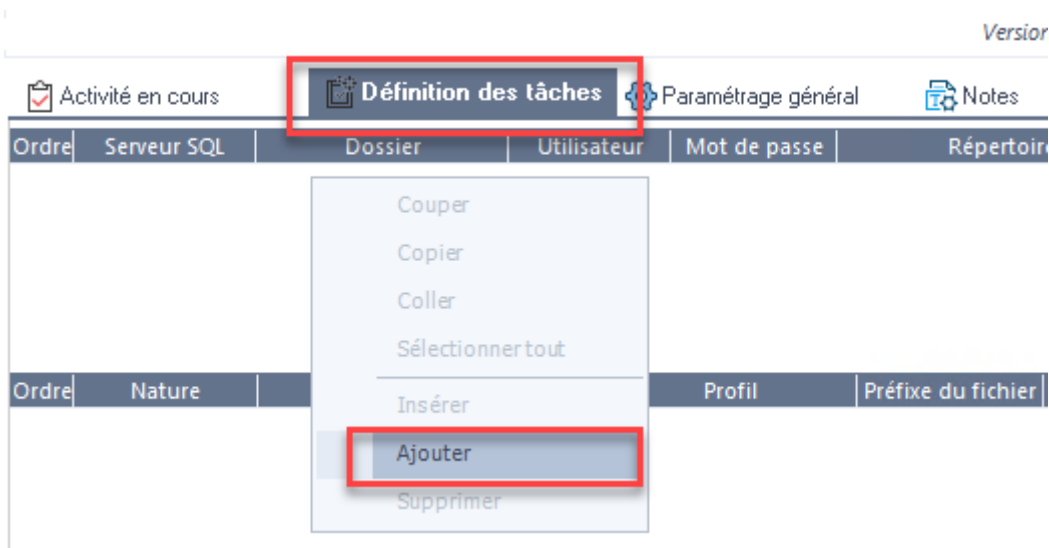 Version
Activité en cours Définition des tâches Paramétrage général Notes
Ordre Serveur SQL Dossier Utilisateur Mot de passe Répertoire
Couper
Copier
Coller
Sélectionner tout
Ordre Nature Profil Préfixe du fichier
Insérer
Ajouter
Supprimer